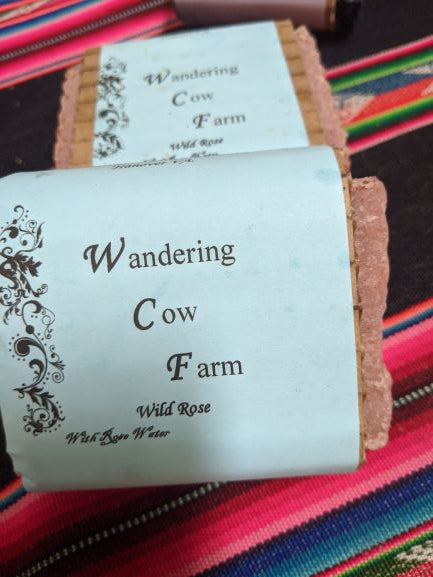 Wandering
Cow
Farm
Wild Rose
Wandering
Cow
Farm
Wild Rose
With Rose Water